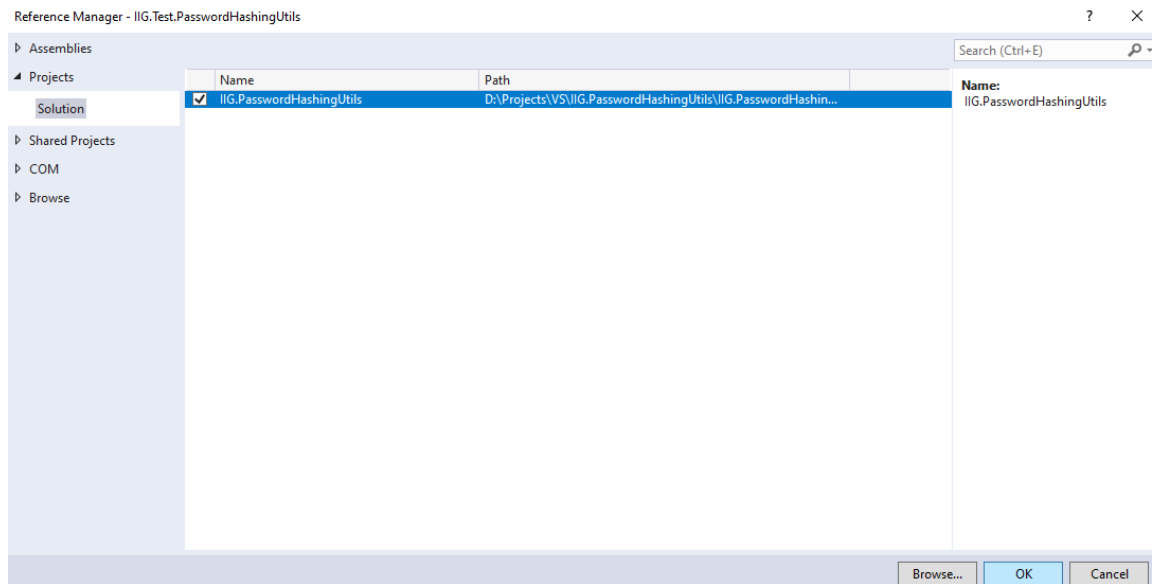 Reference Manager - IIG.Test.PasswordHashingUtils
?
Assemblies
Projects
Solution
Shared Projects
COM
Browse
Name Path
IIG.PasswordHashingUtils D:\Projects\VS\IIG.PasswordHashingUtils\IIG.PasswordHashin...
Search (Ctrl+E)
Name:
IIG.PasswordHashingUtils
Browse... OK Cancel